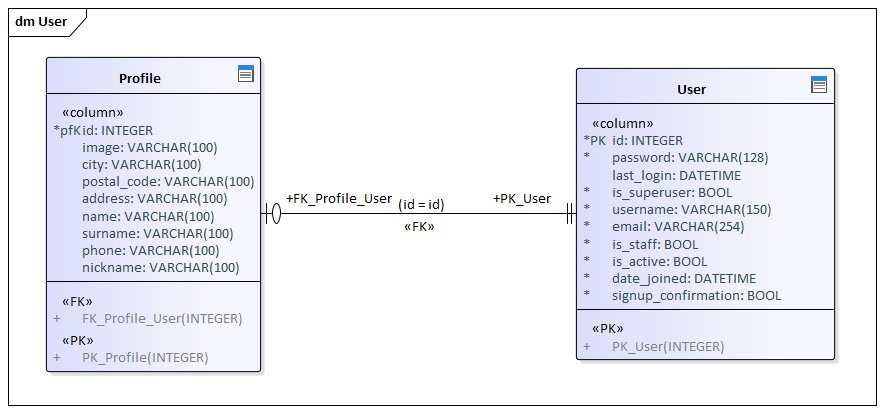 dm User
Profile
«column»
*pfK id: INTEGER
image: VARCHAR(100)
city: VARCHAR(100)
postal_code: VARCHAR(100)
address: VARCHAR(100)
name: VARCHAR(100)
surname: VARCHAR(100)
phone: VARCHAR(100)
nickname: VARCHAR(100)
«FK»
+ FK_Profile_User(INTEGER)
«PK»
+ PK_Profile(INTEGER)
+FK_Profile_User
(id = id)
+PK_User
«FK»
User
«column»
*PK id: INTEGER
* password: VARCHAR(128)
last_login: DATETIME
* is_superuser: BOOL
* username: VARCHAR(150)
* email: VARCHAR(254)
* is_staff: BOOL
* is_active: BOOL
* date_joined: DATETIME
* signup_confirmation: BOOL
«PK»
+ PK_User(INTEGER)